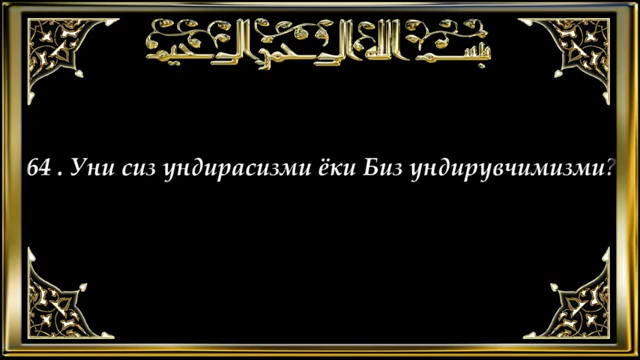 بسم الله الرحمن الرحيم
64 . Уни сиз ундирасизми ёки Биз ундирувчимизми?